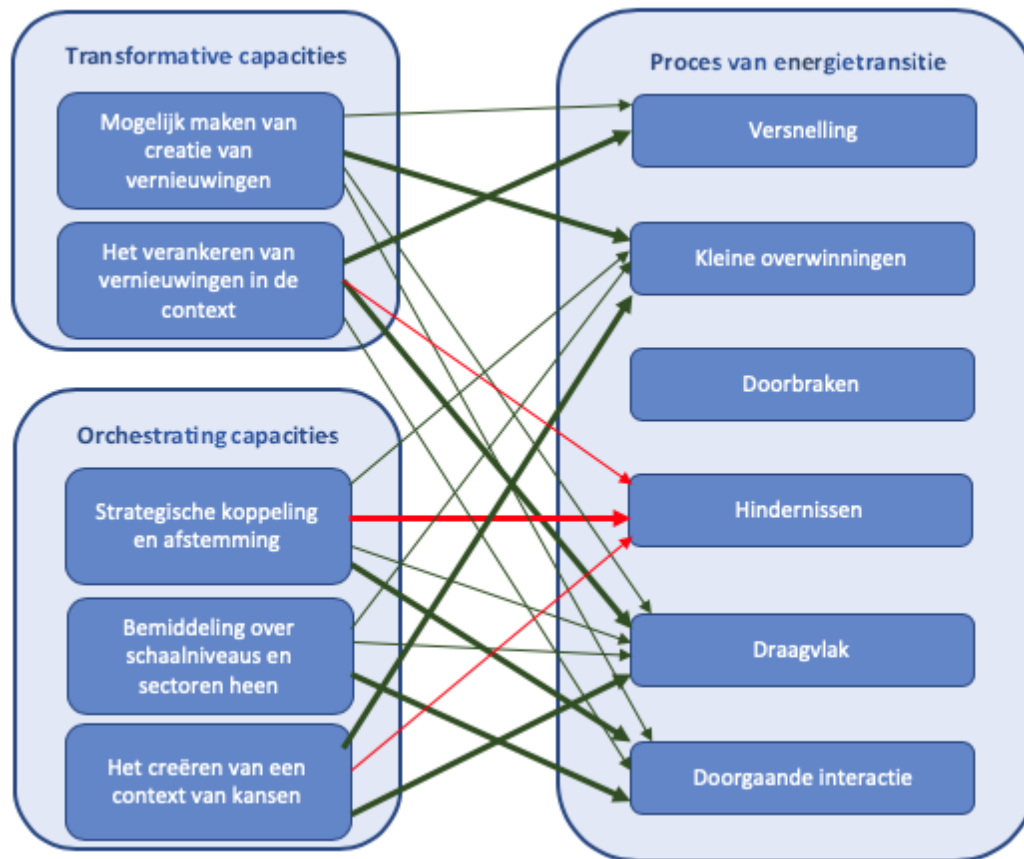 Transformative capacities
Mogelijk maken van
creatie van
vernieuwingen
Het verankeren van
vernieuwingen in de
context
Orchestrating capacities
Strategische koppeling
en afstemming
Bemiddeling over
schaalniveaus en
sectoren heen
Het creëren van een
context van kansen
Proces van energietransitie
Versnelling
Kleine overwinningen
Doorbraken
Hindernissen
Draagvlak
Doorgaande interactie